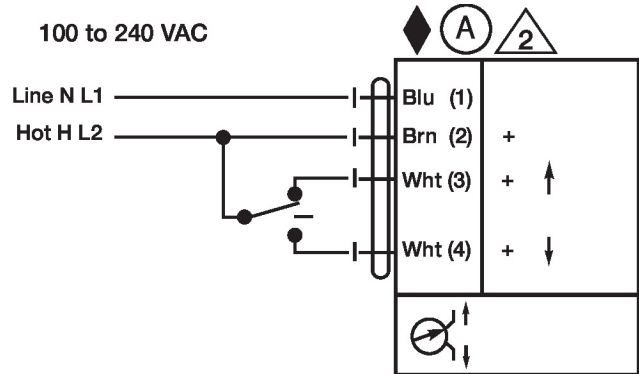 100 to 240 VAC
A
2
Line N L1
Blu (1)
Hot H L2
Brn (2) +
Wht (3) +
Wht (4) +